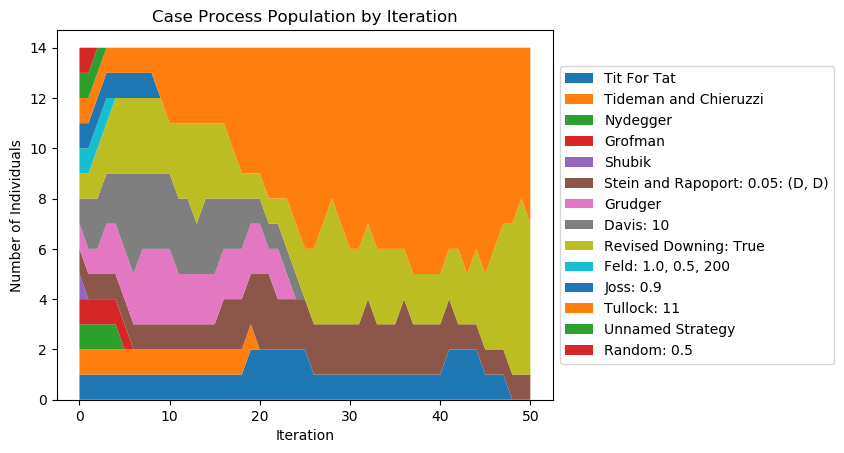 Case Process Population by Iteration
Number of Individuals
14
12
10
8
6
4
2
0
0 10 20 30 40 50
Iteration
Tit For Tat
Tideman and Chieruzzi
Nydegger
Grofman
Shubik
Stein and Rapoport: 0.05: (D, D)
Grudger
Davis: 10
Revised Downing: True
Feld: 1.0, 0.5, 200
Joss: 0.9
Tullock: 11
Unnamed Strategy
Random: 0.5